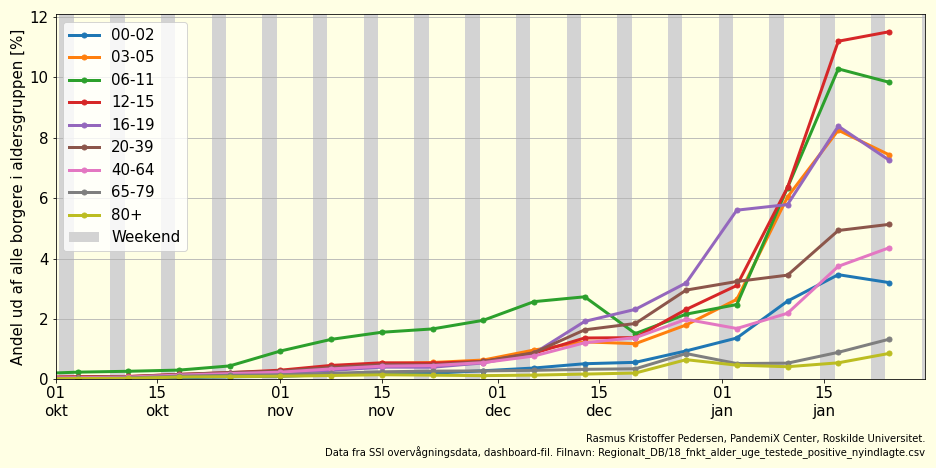 Andel ud af alle borgere i aldersgruppen [%]
12
10
8
6
4
2
0
00-02
03-05
06-11
12-15
16-19
20-39
40-64
65-79
80+
Weekend
01 15 01 15 01 15 01 15
okt okt nov nov dec dec jan jan
Rasmus Kristoffer Pedersen, PandemiX Center, Roskilde Universitet.
Data fra SSI overvågningsdata, dashboard-fil. Filnavn: Regionalt_DB/18_fnkt_alder_uge_testede_positive_nyindlagte.csv